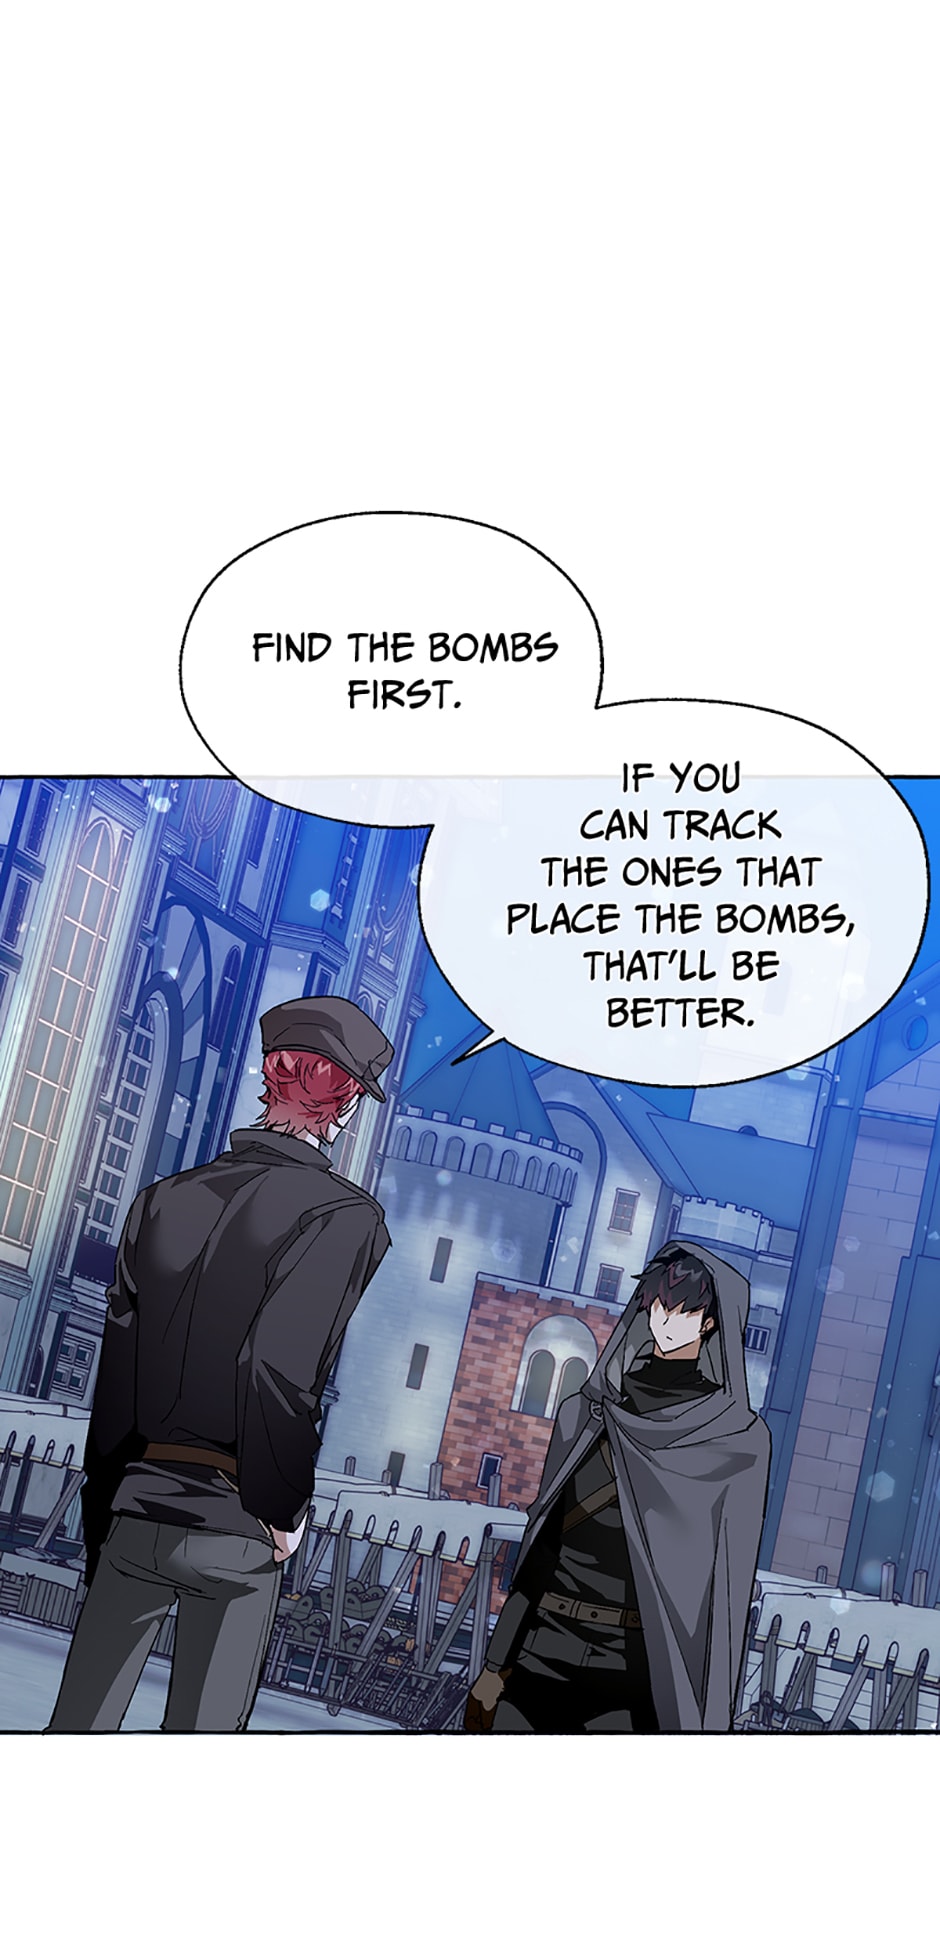 FIND THE BOMBS
FIRST.
IF YOU
CAN TRACK
THE ONES THAT
PLACE THE BOMBS,
THAT'LL BE
BETTER.